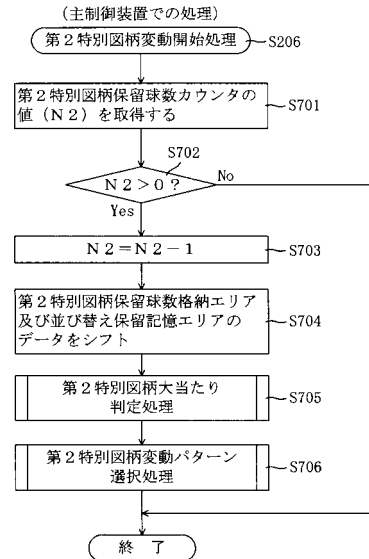 (主制御装置での処理)
第2特別図柄変動開始処理
S206
第2特別図柄保留球数カウンタの
値(N2)を取得する
S701
S702
N2>0?
No
Yes
N2=N2-1
S703
第2特別図柄保留球数格納エリア
及び並び替え保留記憶エリアの
データをシフト
S704
第2特別図柄大当たり
判定処理
S705
第2特別図柄変動パターン
選択処理
S706
終 了